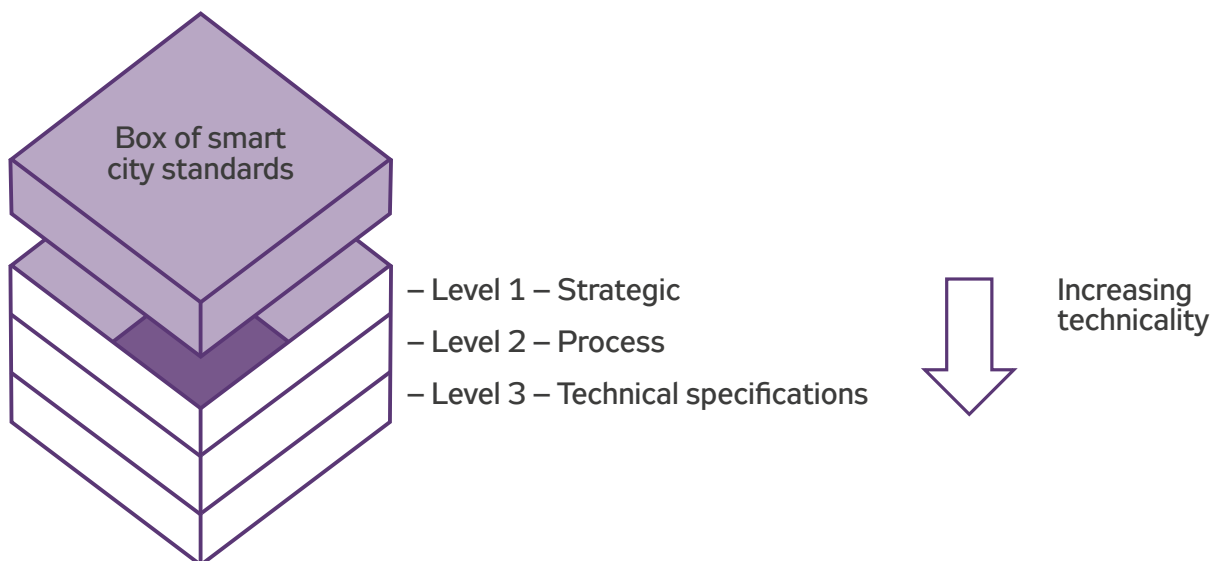 Box of smart
city standards
– Level 1 – Strategic
– Level 2 – Process
– Level 3 – Technical specifications
Increasing
technicality